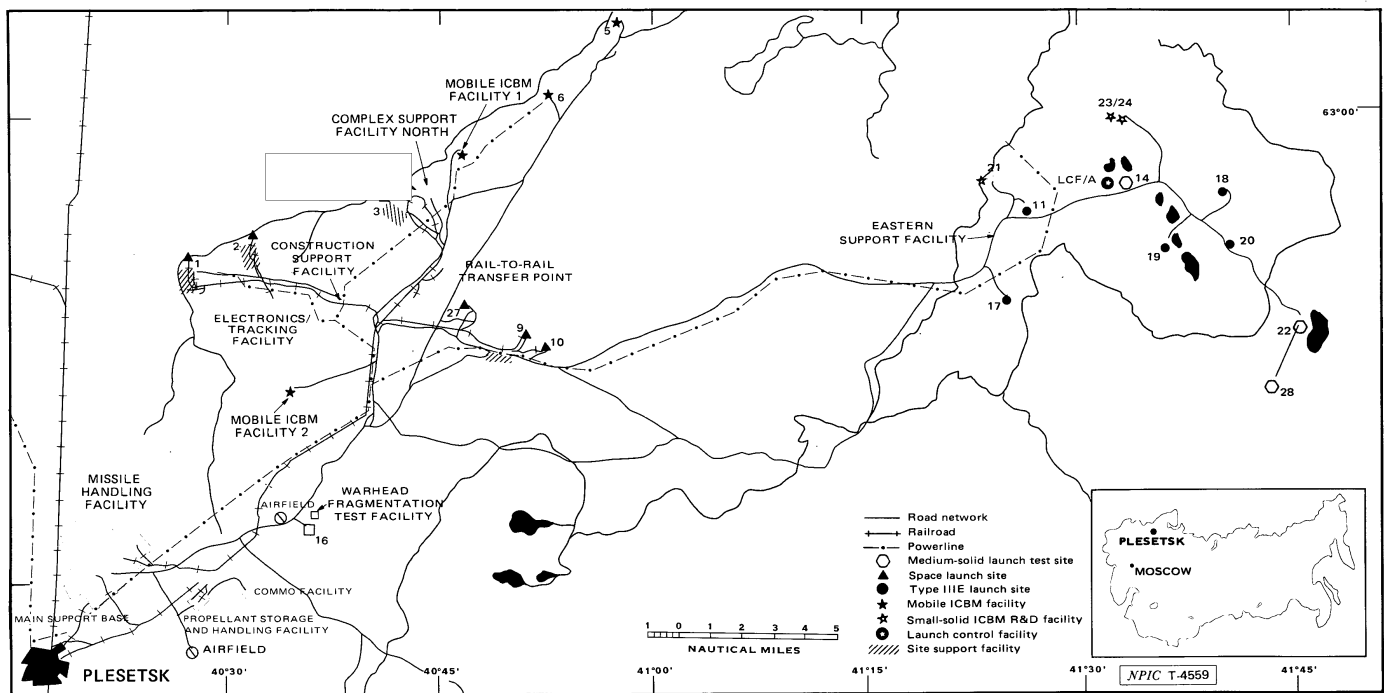 5
MOBILE ICBM
FACILITY 1
6
COMPLEX SUPPORT
FACILITY NORTH
23/24
63°00'
21
LCF/A
14
18
3
11
2
EASTERN
SUPPORT FACILITY
CONSTRUCTION
SUPPORT
FACILITY
1
20
19
RAIL-TO-RAIL
TRANSFER POINT
17
27
ELECTRONICS/
TRACKING
FACILITY
9
10
22
28
MOBILE ICBM
FACILITY 2
MISSILE
HANDLING
FACILITY
WARHEAD
FRAGMENTATION
TEST FACILITY
AIRFIELD
16
COMMO FACILITY
MAIN SUPPORT BASE
PROPELLANT STORAGE
AND HANDLING FACILITY
AIRFIELD
PLESETSK
Road network
Railroad
Powerline
Medium-solid launch test site
Space launch site
Type IIIE launch site
Mobile ICBM facility
Small-solid ICBM R&D facility
Launch control facility
Site support facility
1 0 1 2 3 4 5
NAUTICAL MILES
PLESETSK
MOSCOW
40°30' 40°45' 41°00' 41°15' 41°30' 41°45'
NPIC T-4559